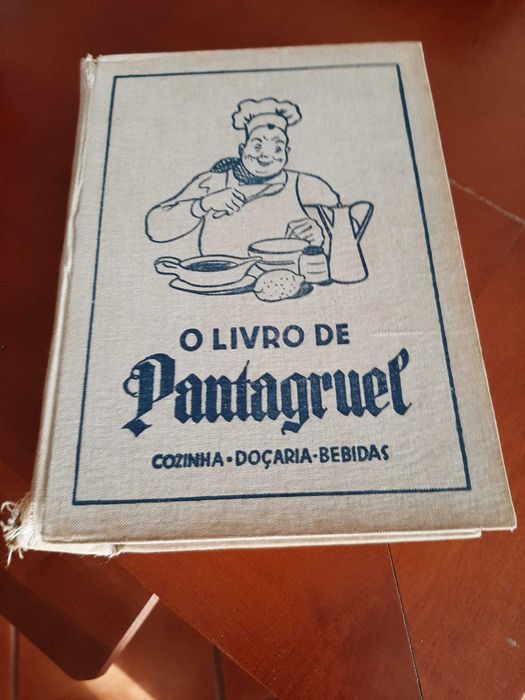 O LIVRO DE
Pantagruel
COZINHA • DOÇARIA • BEBIDAS